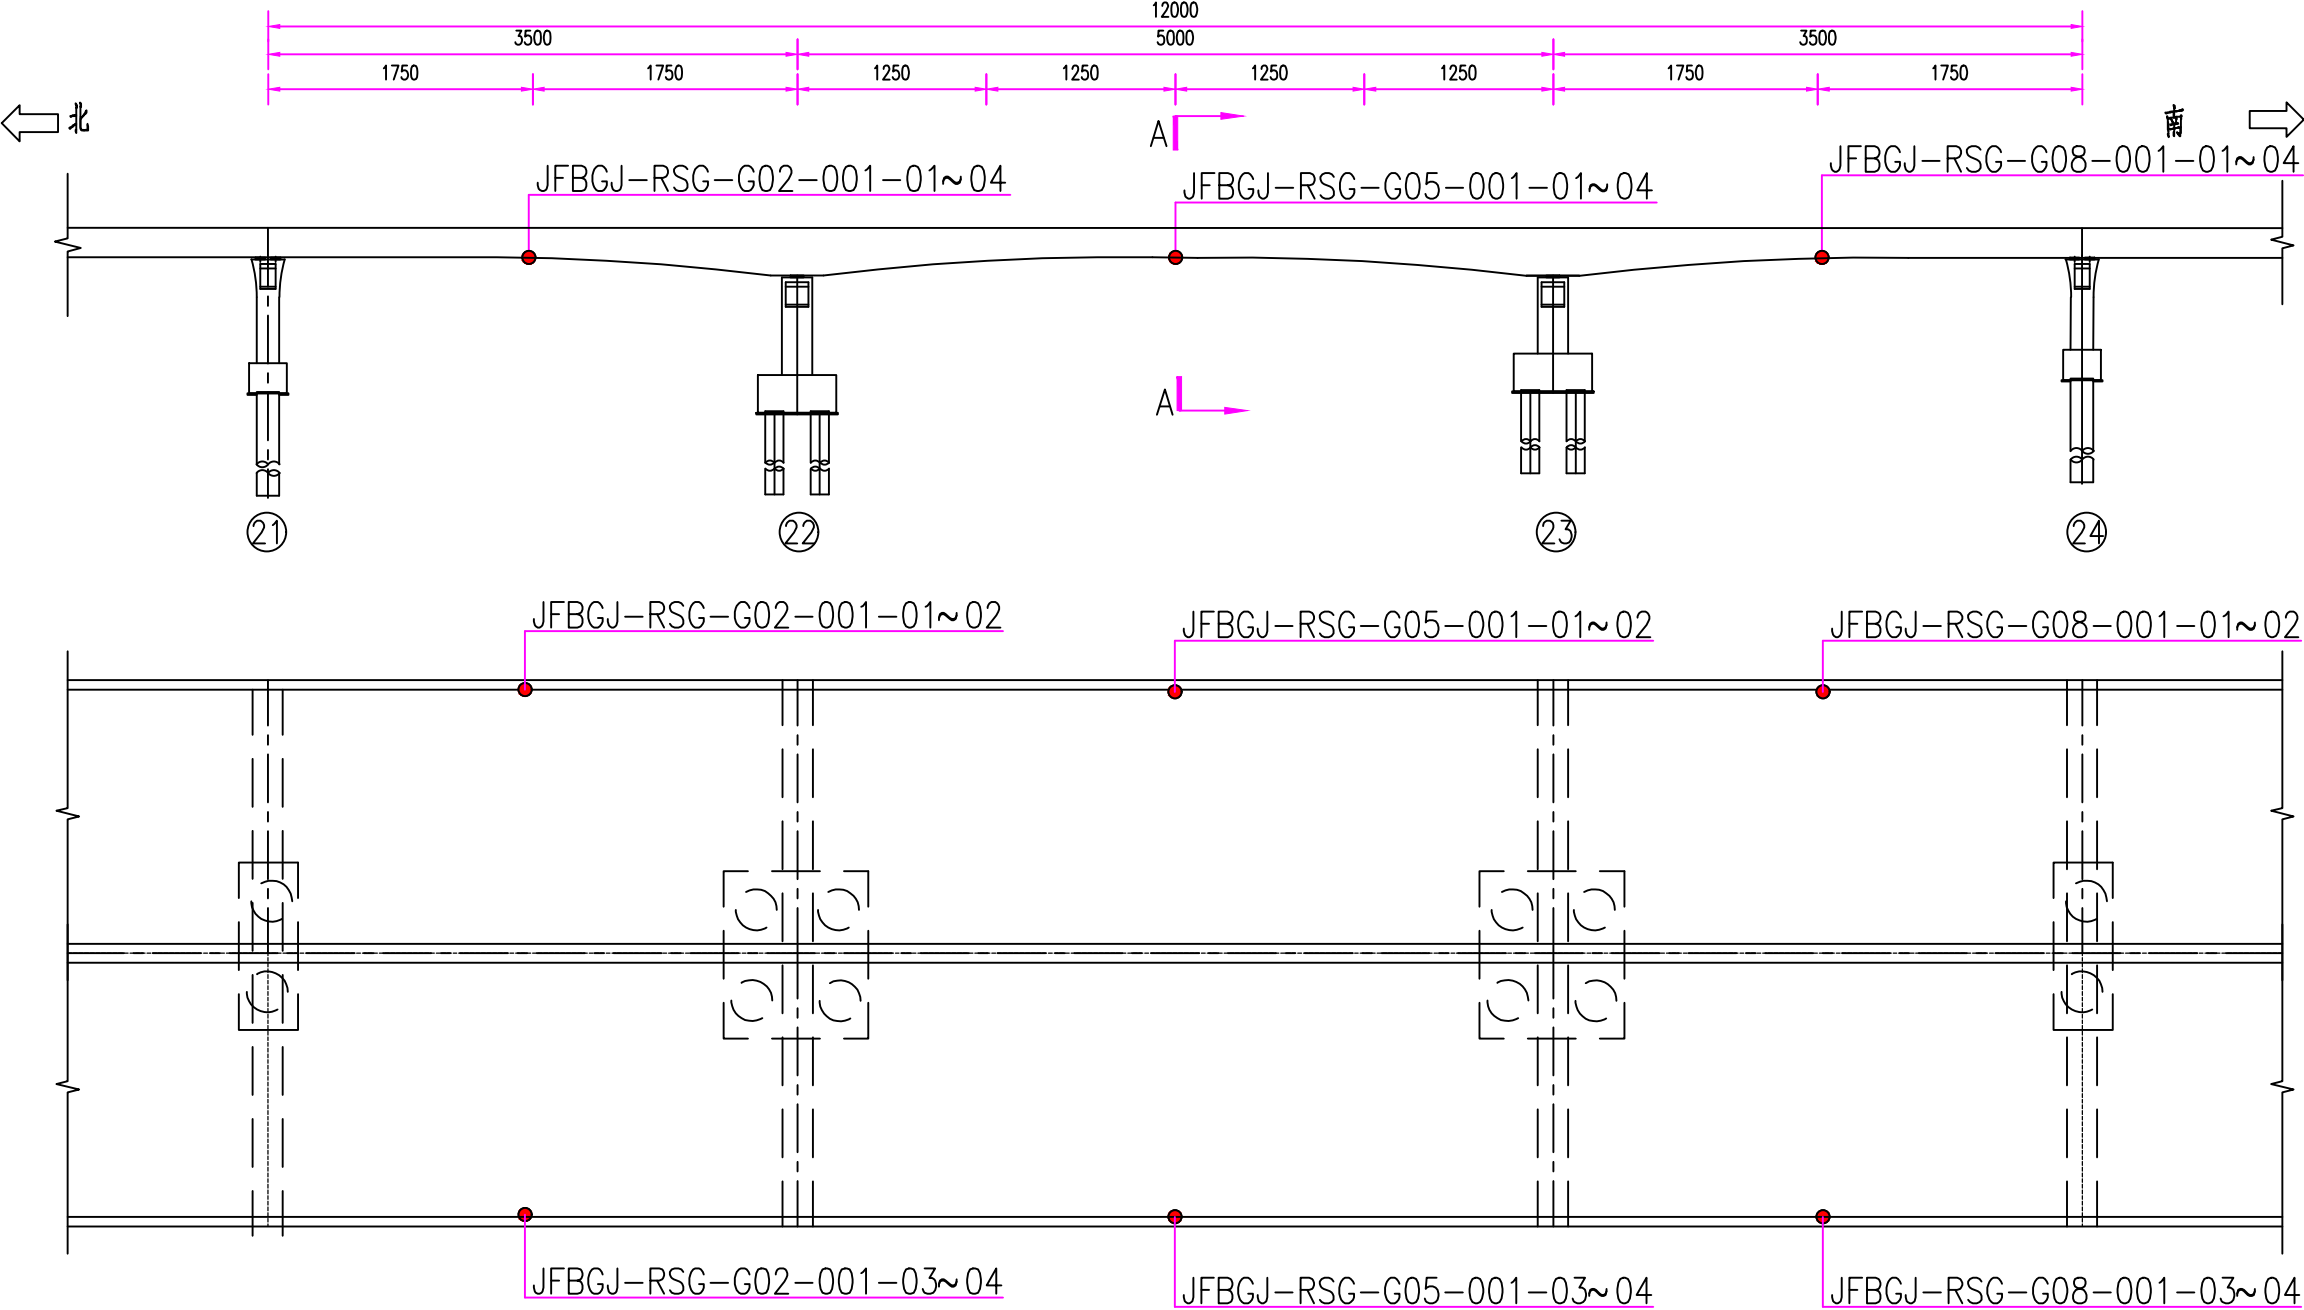 12000
3500 5000 3500
1750 1750 1250 1250 1250 1250 1750 1750
北 A 南
JFBGJ-RSG-G02-001-01~04 JFBGJ-RSG-G05-001-01~04 JFBGJ-RSG-G08-001-01~04
A
21 22 23 24
JFBGJ-RSG-G02-001-01~02 JFBGJ-RSG-G05-001-01~02 JFBGJ-RSG-G08-001-01~02
JFBGJ-RSG-G02-001-03~04 JFBGJ-RSG-G05-001-03~04 JFBGJ-RSG-G08-001-03~04